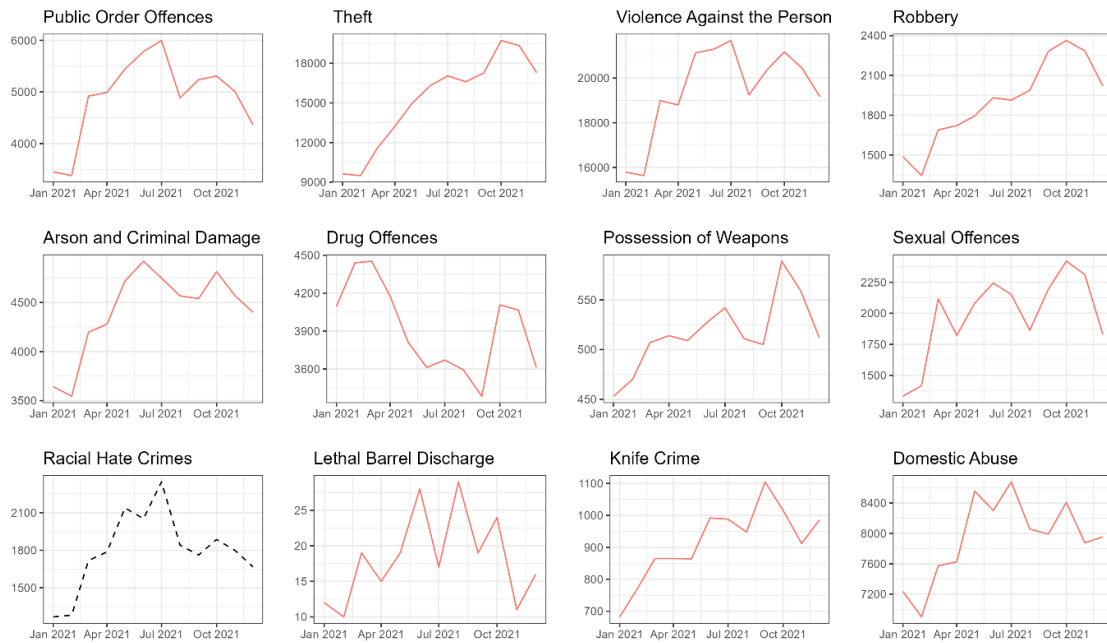 Public Order Offences
6000
5000
4000
Jan 2021 Apr 2021 Jul 2021 Oct 2021
Theft
18000
15000
12000
9000
Jan 2021 Apr 2021 Jul 2021 Oct 2021
Violence Against the Person
20000
18000
16000
Jan 2021 Apr 2021 Jul 2021 Oct 2021
Robbery
2400
2100
1800
1500
Jan 2021 Apr 2021 Jul 2021 Oct 2021
Arson and Criminal Damage
4500
4000
3500
Jan 2021 Apr 2021 Jul 2021 Oct 2021
Drug Offences
4500
4200
3900
3600
Jan 2021 Apr 2021 Jul 2021 Oct 2021
Possession of Weapons
550
500
450
Jan 2021 Apr 2021 Jul 2021 Oct 2021
Sexual Offences
2250
2000
1750
1500
Jan 2021 Apr 2021 Jul 2021 Oct 2021
Racial Hate Crimes
2100
1800
1500
Jan 2021 Apr 2021 Jul 2021 Oct 2021
Lethal Barrel Discharge
25
20
15
10
Jan 2021 Apr 2021 Jul 2021 Oct 2021
Knife Crime
1100
1000
900
800
700
Jan 2021 Apr 2021 Jul 2021 Oct 2021
Domestic Abuse
8400
8000
7600
7200
Jan 2021 Apr 2021 Jul 2021 Oct 2021